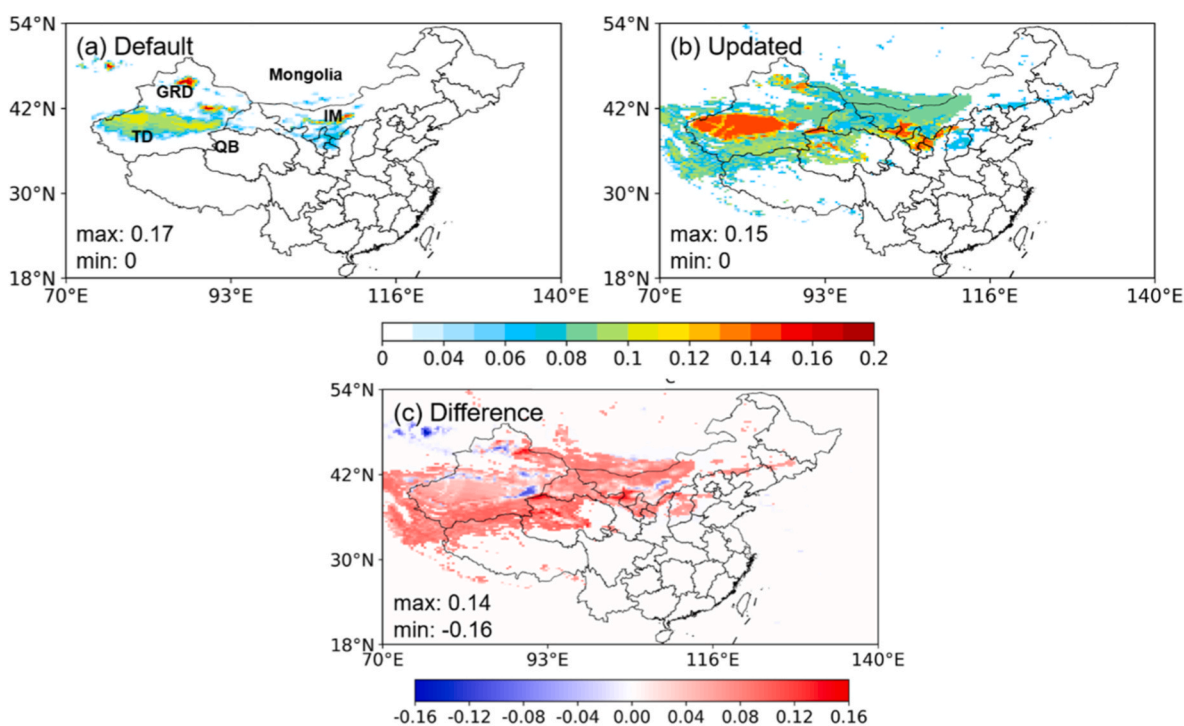 54°N
(a) Default
Mongolia
GRD
42°N
IM
TD
QB
30°N
max: 0.17
min: 0
18°N
70°E 93°E 116°E 140°E
54°N
(b) Updated
42°N
30°N
max: 0.15
min: 0
18°N
70°E 93°E 116°E 140°E
0 0.04 0.06 0.08 0.1 0.12 0.14 0.16 0.2
54°N
(c) Difference
42°N
30°N
max: 0.14
min: -0.16
18°N
70°E 93°E 116°E 140°E
-0.16 -0.12 -0.08 -0.04 0.00 0.04 0.08 0.12 0.16